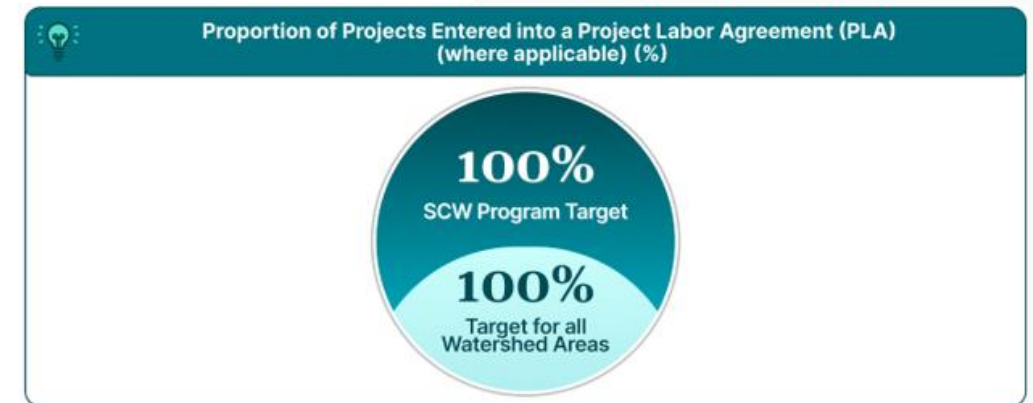 Proportion of Projects Entered into a Project Labor Agreement (PLA)
(where applicable) (%)
100%
SCW Program Target
100%
Target for all
Watershed Areas